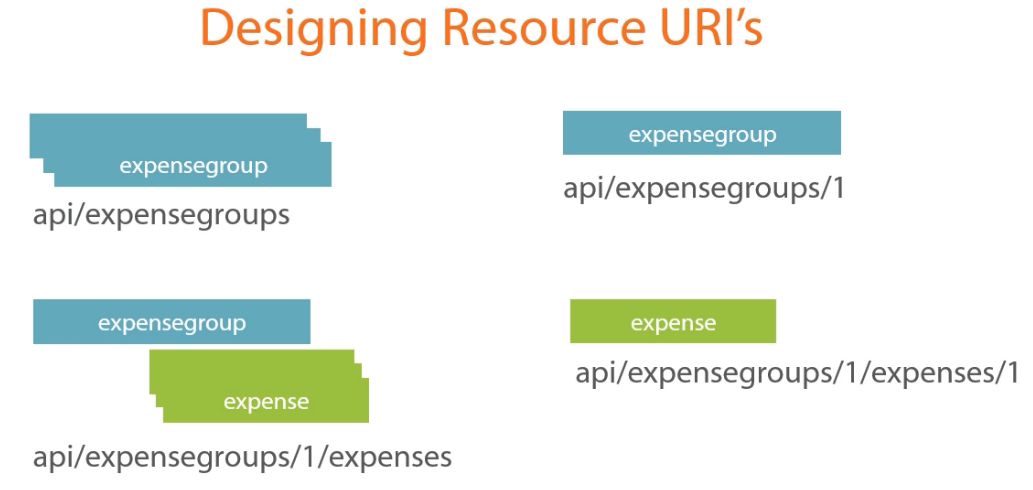 Designing Resource URI’s
expensegroup
api/expensegroups
expensegroup
api/expensegroups/1
expensegroup
expense
api/expensegroups/1/expenses
expense
api/expensegroups/1/expenses/1